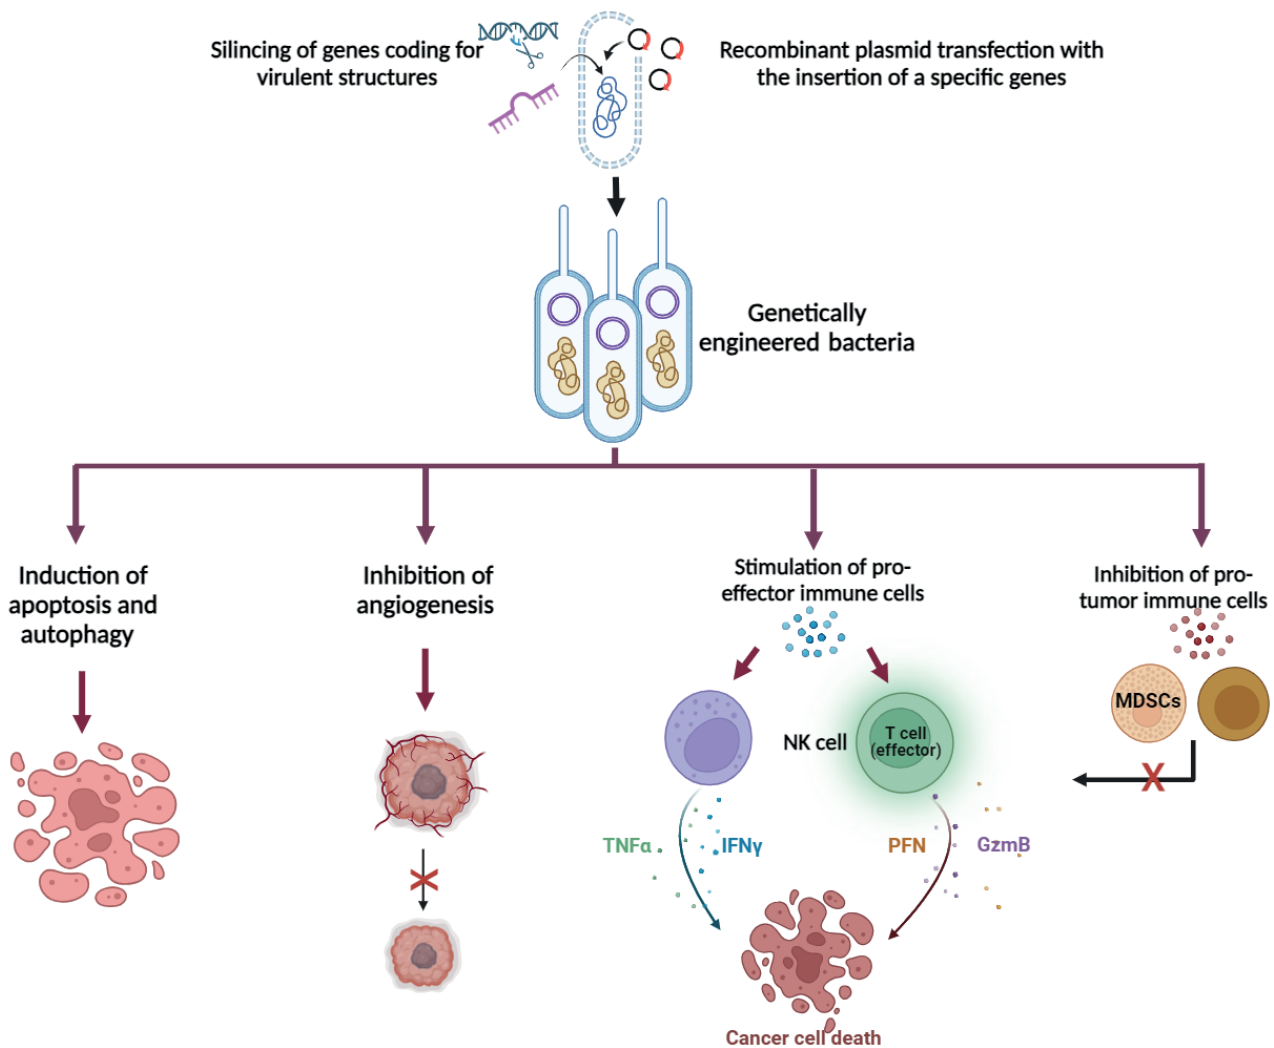 Silincing of genes coding for
virulent structures
Recombinant plasmid transfection with
the insertion of a specific genes
Genetically
engineered bacteria
Induction of
apoptosis and
autophagy
Inhibition of
angiogenesis
Stimulation of pro-
effector immune cells
Inhibition of pro-
tumor immune cells
MDSCs
NK cell
T cell
(effector)
TNFα
IFNγ
PFN
GzmB
X
X
Cancer cell death